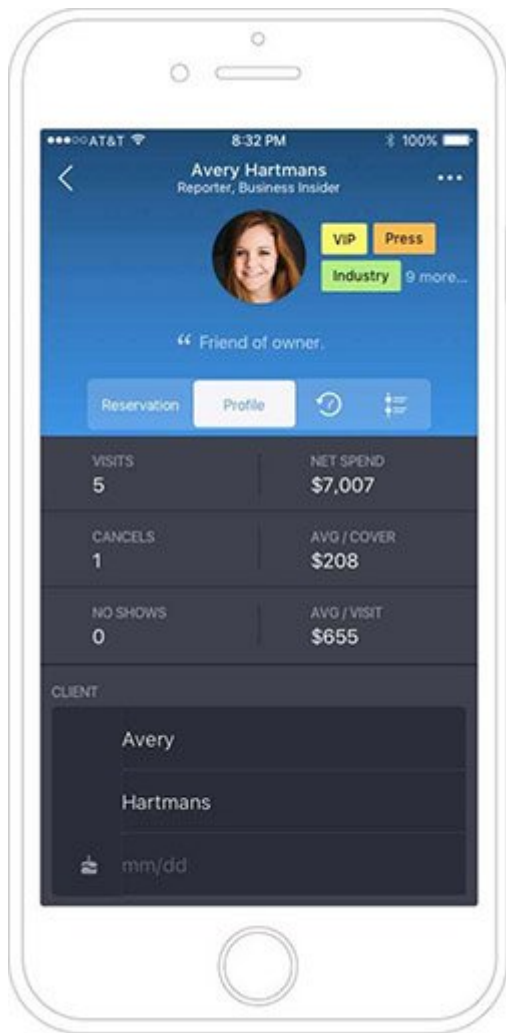 AT&T 8:32 PM 100%
Avery Hartmans
Reporter, Business Insider
VIP Press
Industry 9 more...
“ Friend of owner.
Reservation Profile
VISITS NET SPEND
5 $7,007
CANCELS AVG / COVER
1 $208
NO SHOWS AVG / VISIT
0 $655
CLIENT
Avery
Hartmans
mm/dd